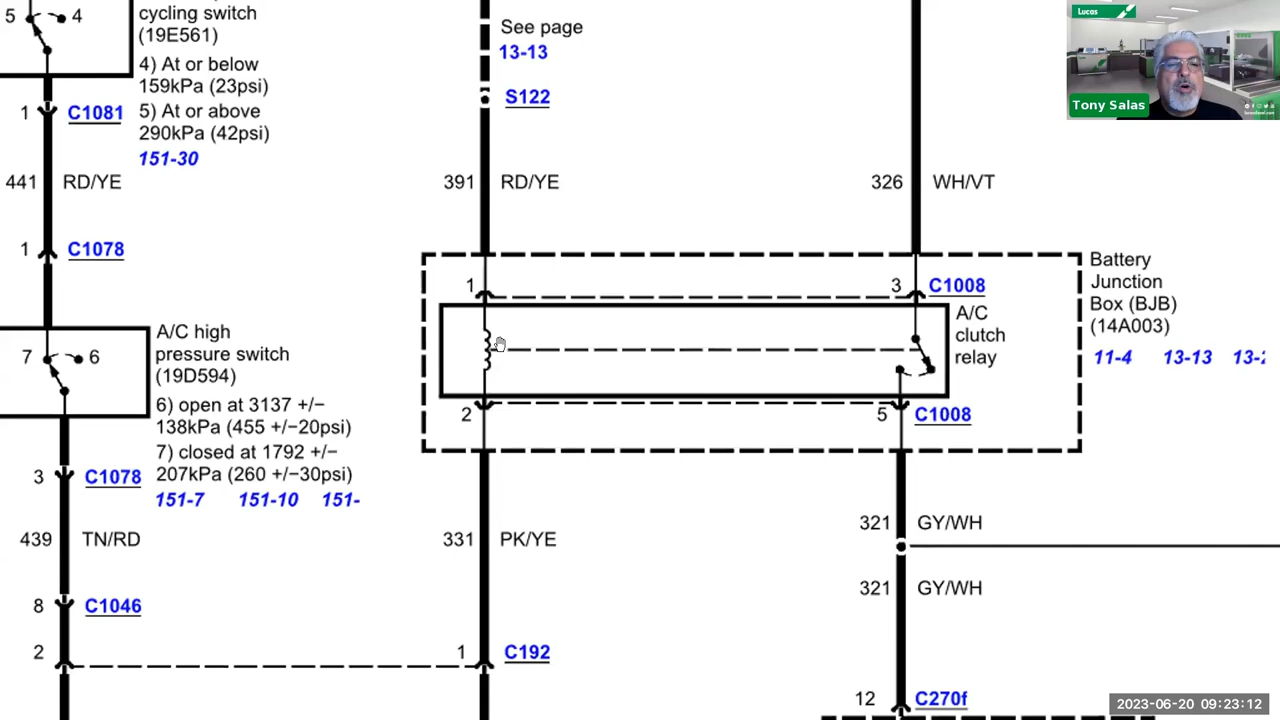 5
4
cycling switch
(19E561)
4) At or below
159kPa (23psi)
5) At or above
290kPa (42psi)
151-30
1
C1081
441
RD/YE
1
C1078
7
6
A/C high
pressure switch
(19D594)
6) open at 3137 +/−
138kPa (455 +/−20psi)
7) closed at 1792 +/−
207kPa (260 +/−30psi)
151-7 151-10 151-
3
C1078
439
TN/RD
8
C1046
2
See page
13-13
S122
391
RD/YE
326
WH/VT
1
3
C1008
A/C
clutch
relay
2
5
C1008
Battery
Junction
Box (BJB)
(14A003)
11-4 13-13
331
PK/YE
321
GY/WH
321
GY/WH
1
C192
12
C270f
Lucas
Tony Salas
2023-06-20 09:23:12